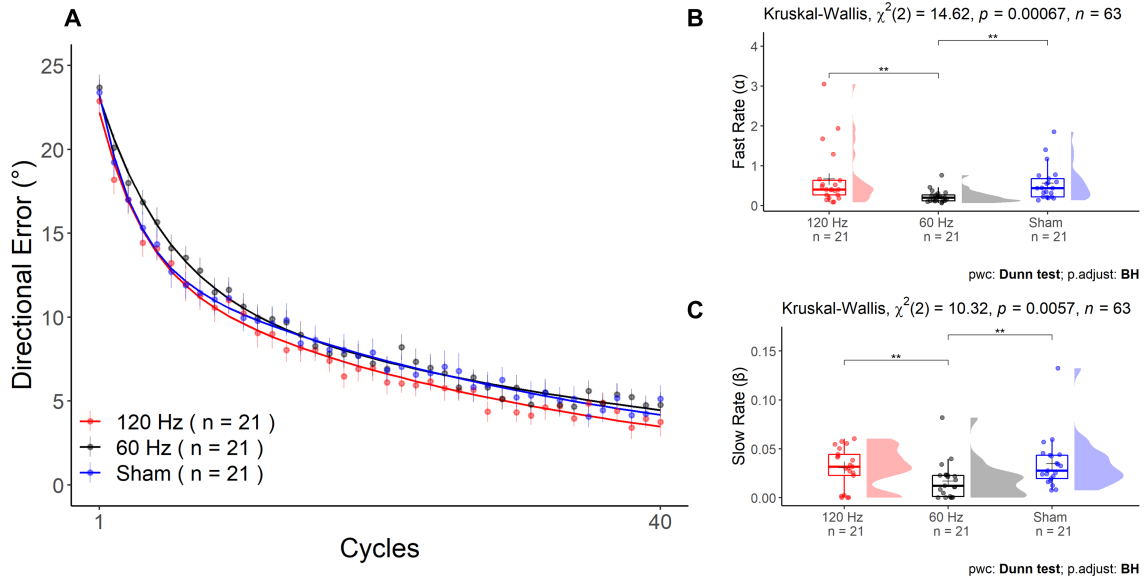 A
25
20
15
10
5
0
Directional Error (°)
120 Hz ( n = 21 )
60 Hz ( n = 21 )
Sham ( n = 21 )
1
40
Cycles
B
Kruskal-Wallis, χ²(2) = 14.62, p = 0.00067, n = 63
**
**
4
3
2
1
0
Fast Rate (α)
120 Hz 60 Hz Sham
n = 21 n = 21 n = 21
pwc: Dunn test; p.adjust: BH
C
Kruskal-Wallis, χ²(2) = 10.32, p = 0.0057, n = 63
**
**
0.15
0.10
0.05
0.00
Slow Rate (β)
120 Hz 60 Hz Sham
n = 21 n = 21 n = 21
pwc: Dunn test; p.adjust: BH